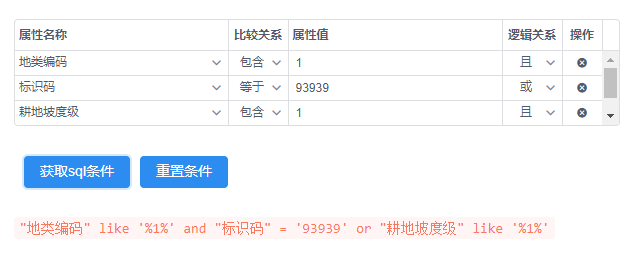 属性名称 比较关系 属性值 逻辑关系 操作
地类编码 包含 1 且
标识码 等于 93939 或
耕地坡度级 包含 1 且
获取sql条件 重置条件
"地类编码" like '%1%' and "标识码" = '93939' or "耕地坡度级" like '%1%'